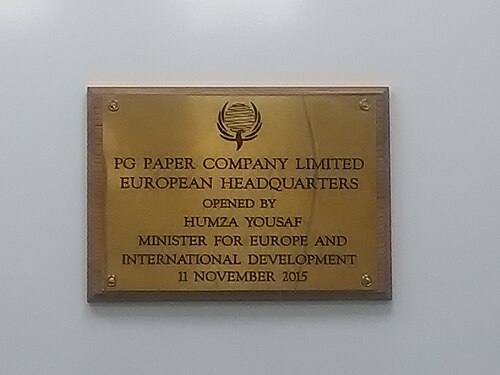 PG PAPER COMPANY LIMITED
EUROPEAN HEADQUARTERS
OPENED BY
HUMZA YOUSAF
MINISTER FOR EUROPE AND
INTERNATIONAL DEVELOPMENT
11 NOVEMBER 2015